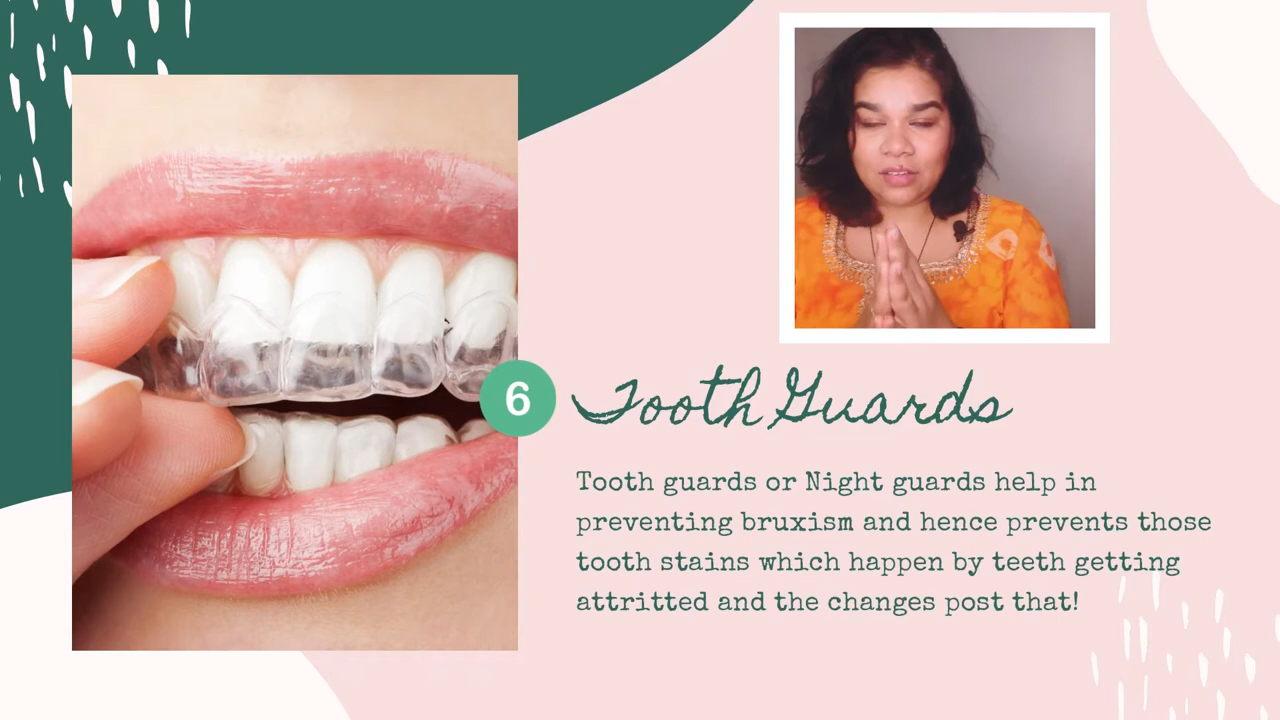 6
Tooth Guards
Tooth guards or Night guards help in
preventing bruxism and hence prevents those
tooth stains which happen by teeth getting
attritted and the changes post that!